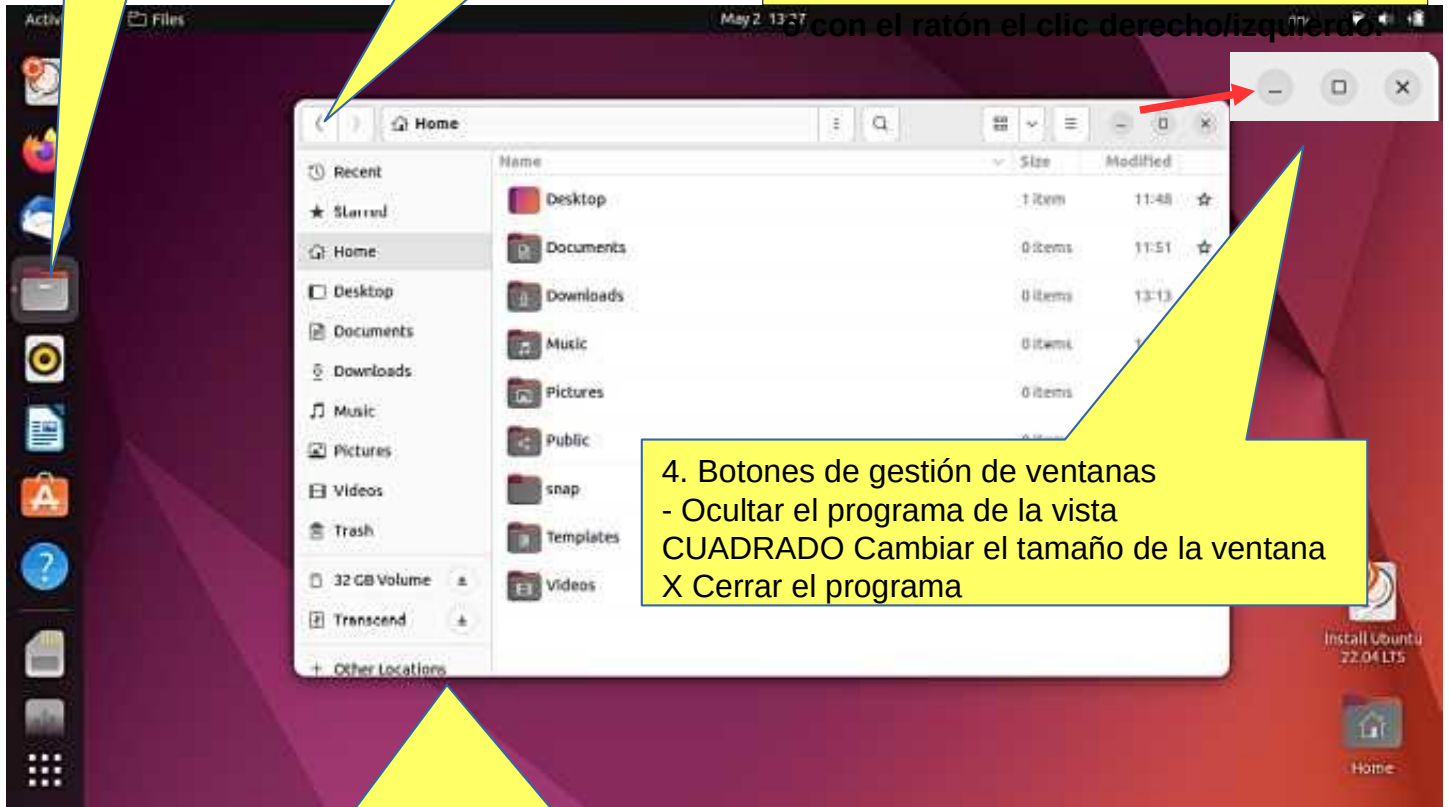 Activ
Files
May 2 13:27
o con el ratón el clic derecho/izquierdo.
Home
Recent
Starred
Home
Desktop
Documents
Downloads
Music
Pictures
Videos
Trash
32 GB Volume
Transcend
+ Other Locations
Name Size Modified
Desktop 1 item 11:48
Documents 0 items 11:51
Downloads 0 items 13:13
Music 0 items
Pictures 0 items
Public
snap
Templates
Videos
4. Botones de gestión de ventanas
- Ocultar el programa de la vista
CUADRADO Cambiar el tamaño de la ventana
X Cerrar el programa
Install Ubuntu
22.04 LTS
Home